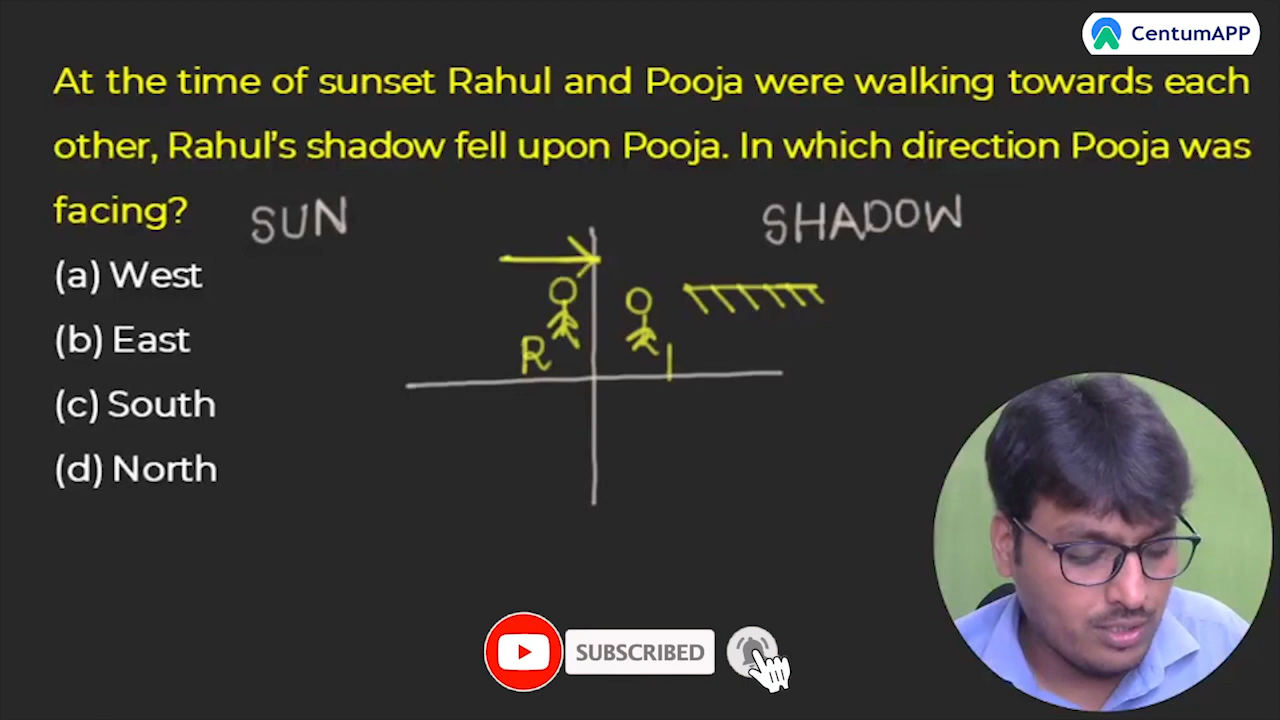 CentumAPP
At the time of sunset Rahul and Pooja were walking towards each
other, Rahul's shadow fell upon Pooja. In which direction Pooja was
facing?
SUN
SHADOW
(a) West
(b) East
(c) South
(d) North
R
SUBSCRIBED